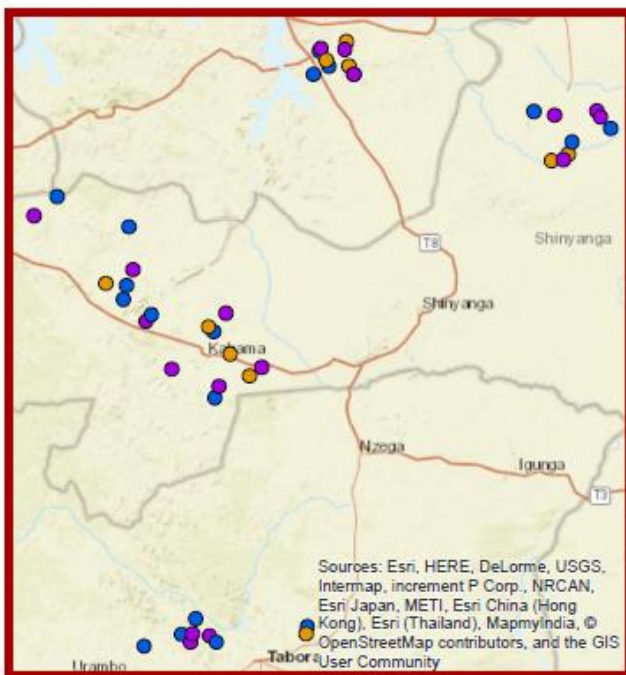 T8
Shinyanga
Shinyanga
Kahama
Nzega
Igunga
T3
Sources: Esri, HERE, DeLorme, USGS,
Intermap, increment P Corp., NRCAN,
Esri Japan, METI, Esri China (Hong
Kong), Esri (Thailand), MapmyIndia, ©
OpenStreetMap contributors, and the GIS
User Community
Tabora
Urambo